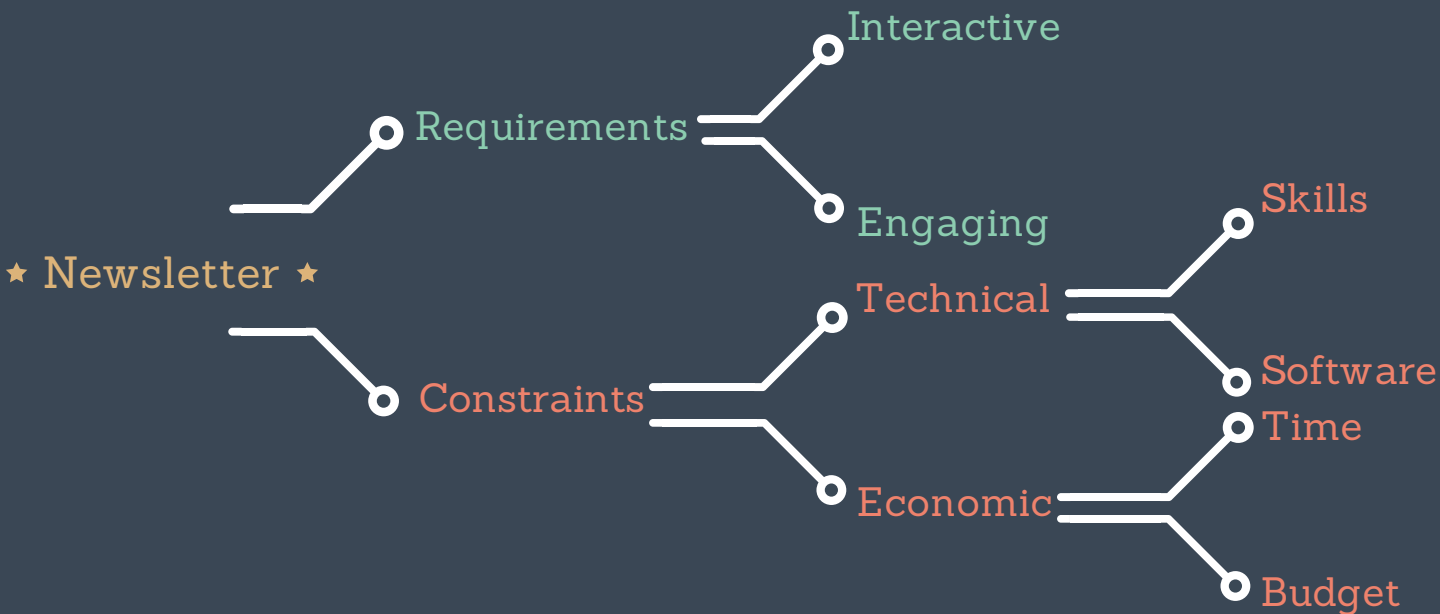 Interactive
Requirements
Engaging
Skills
Newsletter
Technical
Software
Constraints
Time
Economic
Budget